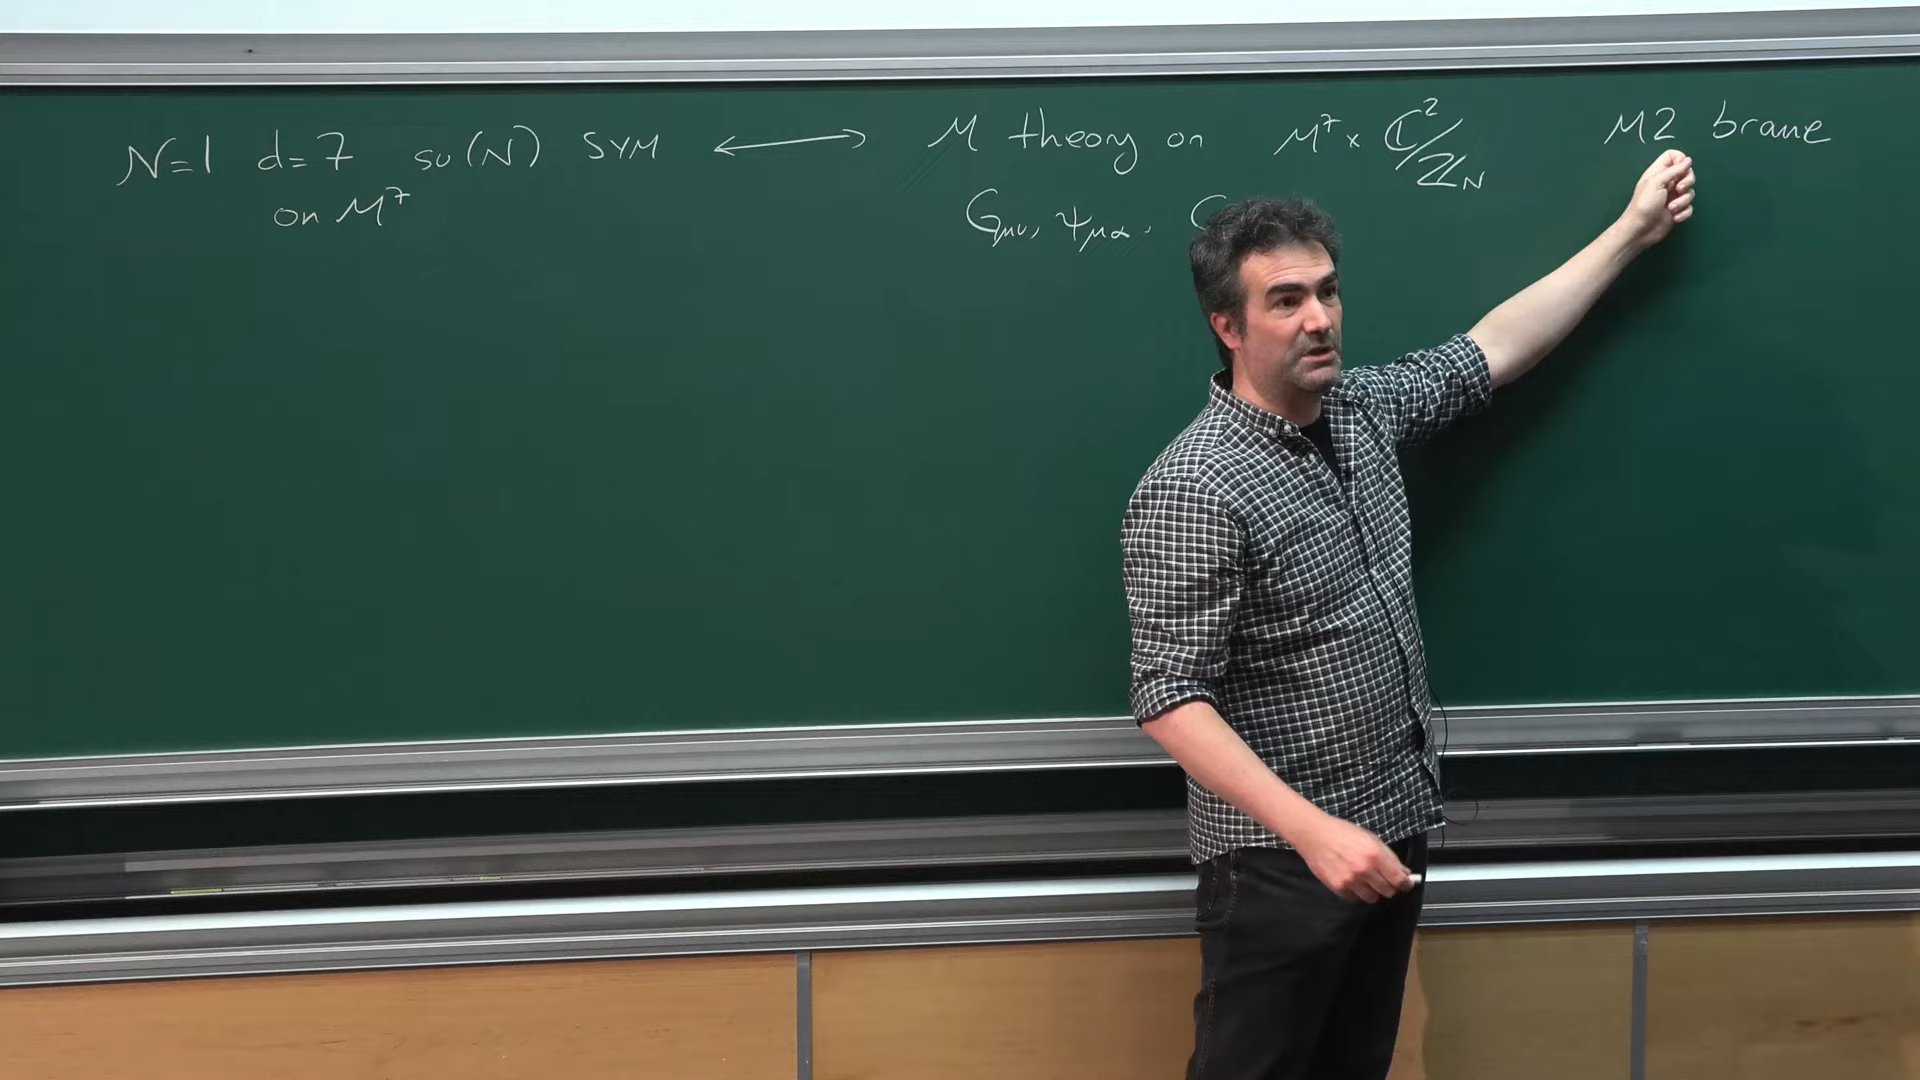 N=1 d=7 su(N) SYM ⟷ M theory on M⁷ × ℂ²/ℤ_N M2 brane
on M⁷ G_μν, ψ_μα, C